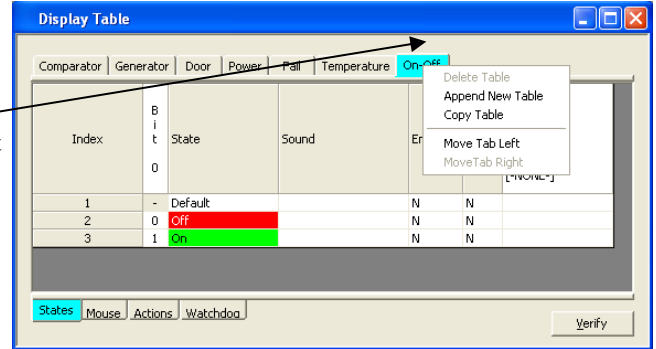 Display Table
Comparator Generator Door Power Fail Temperature On-Off
Delete Table
Append New Table
Copy Table
Move Tab Left
MoveTab Right
Index Bit 0 State Sound
[-NONE-]
1 - Default N N
2 0 Off N N
3 1 On N N
States Mouse Actions Watchdog
Verify